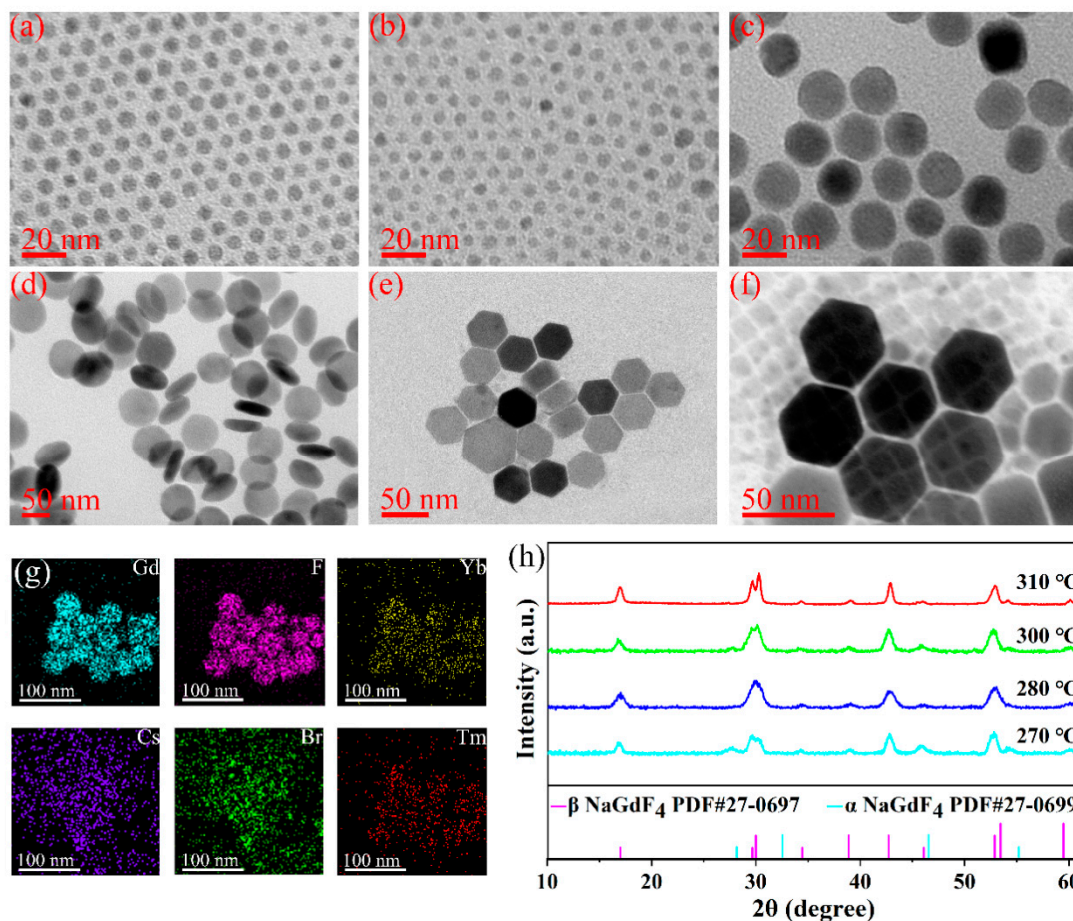 (a)
(b)
(c)
20 nm
20 nm
20 nm
(d)
(e)
(f)
50 nm
50 nm
50 nm
(g)
Gd
F
Yb
100 nm
100 nm
100 nm
Cs
Br
Tm
100 nm
100 nm
100 nm
(h)
310 °C
300 °C
280 °C
270 °C
Intensity (a.u.)
β NaGdF4 PDF#27-0697
α NaGdF4 PDF#27-0699
10 20 30 40 50 60
2θ (degree)